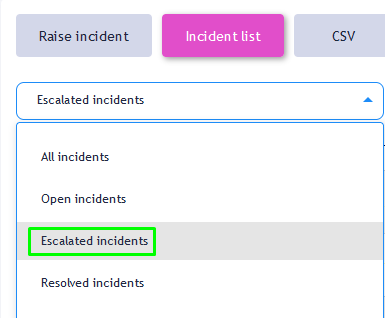 Raise incident
Incident list
CSV
Escalated incidents
All incidents
Open incidents
Escalated incidents
Resolved incidents